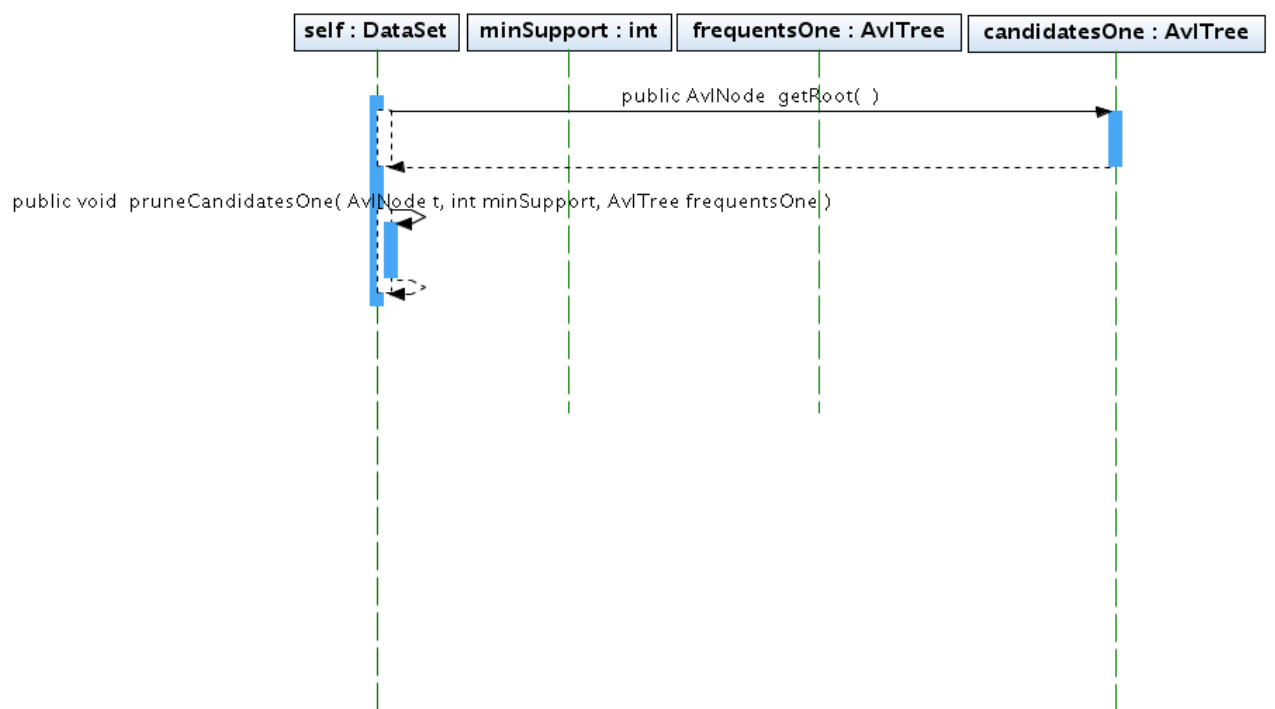 self : DataSet
minSupport : int
frequentsOne : AvlTree
candidatesOne : AvlTree
public AvlNode getRoot( )
public void pruneCandidatesOne( AvlNode t, int minSupport, AvlTree frequentsOne )